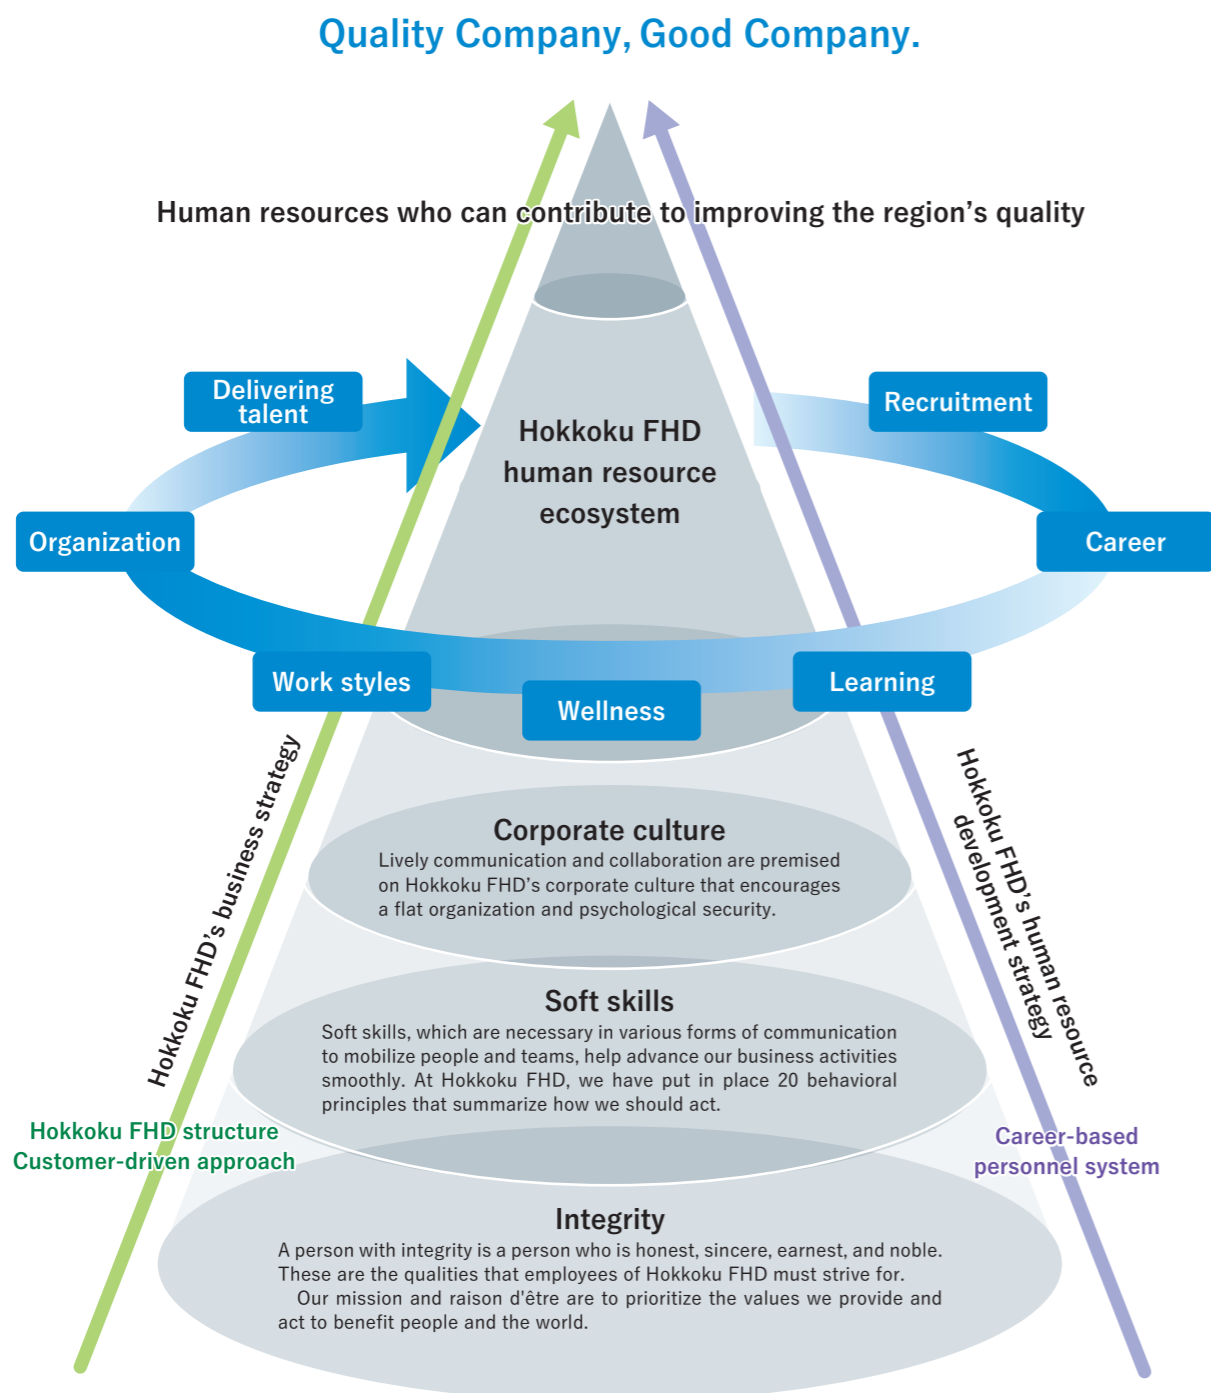 Quality Company, Good Company.
Human resources who can contribute to improving the region's quality
Delivering
talent
Recruitment
Hokkoku FHD
human resource
ecosystem
Organization
Career
Work styles
Wellness
Learning
Hokkoku FHD's business strategy
Hokkoku FHD's human resource
development strategy
Corporate culture
Lively communication and collaboration are premised
on Hokkoku FHD's corporate culture that encourages
a flat organization and psychological security.
Soft skills
Soft skills, which are necessary in various forms of communication
to mobilize people and teams, help advance our business activities
smoothly. At Hokkoku FHD, we have put in place 20 behavioral
principles that summarize how we should act.
Hokkoku FHD structure
Customer-driven approach
Career-based
personnel system
Integrity
A person with integrity is a person who is honest, sincere, earnest, and noble.
These are the qualities that employees of Hokkoku FHD must strive for.
Our mission and raison d'être are to prioritize the values we provide and
act to benefit people and the world.